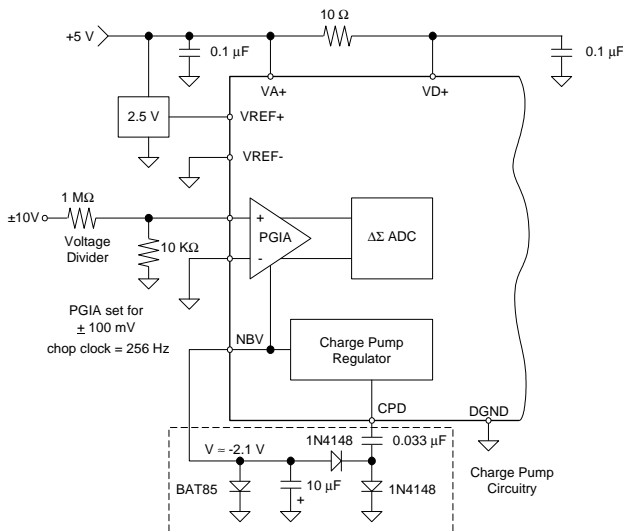 10 Ω
+5 V
0.1 µF
0.1 µF
VA+
VD+
2.5 V
VREF+
VREF-
1 MΩ
±10V
+
PGIA
-
ΔΣ ADC
Voltage
Divider
10 KΩ
PGIA set for
± 100 mV
chop clock = 256 Hz
NBV
Charge Pump
Regulator
CPD
DGND
1N4148
0.033 µF
V ≈ -2.1 V
BAT85
10 µF
+
1N4148
Charge Pump
Circuitry